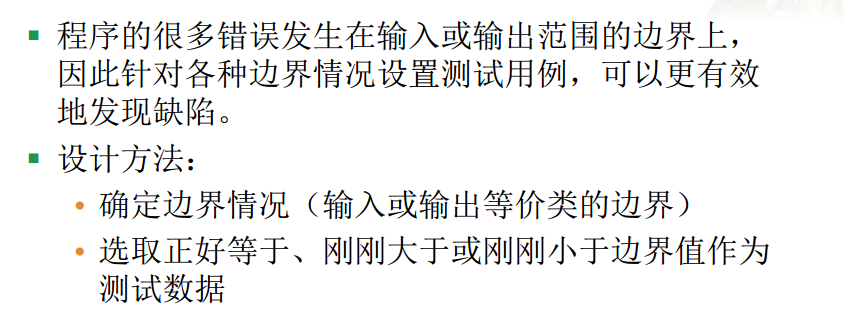 程序的很多错误发生在输入或输出范围的边界上，
因此针对各种边界情况设置测试用例，可以更有效
地发现缺陷。
设计方法：
确定边界情况（输入或输出等价类的边界）
选取正好等于、刚刚大于或刚刚小于边界值作为
测试数据